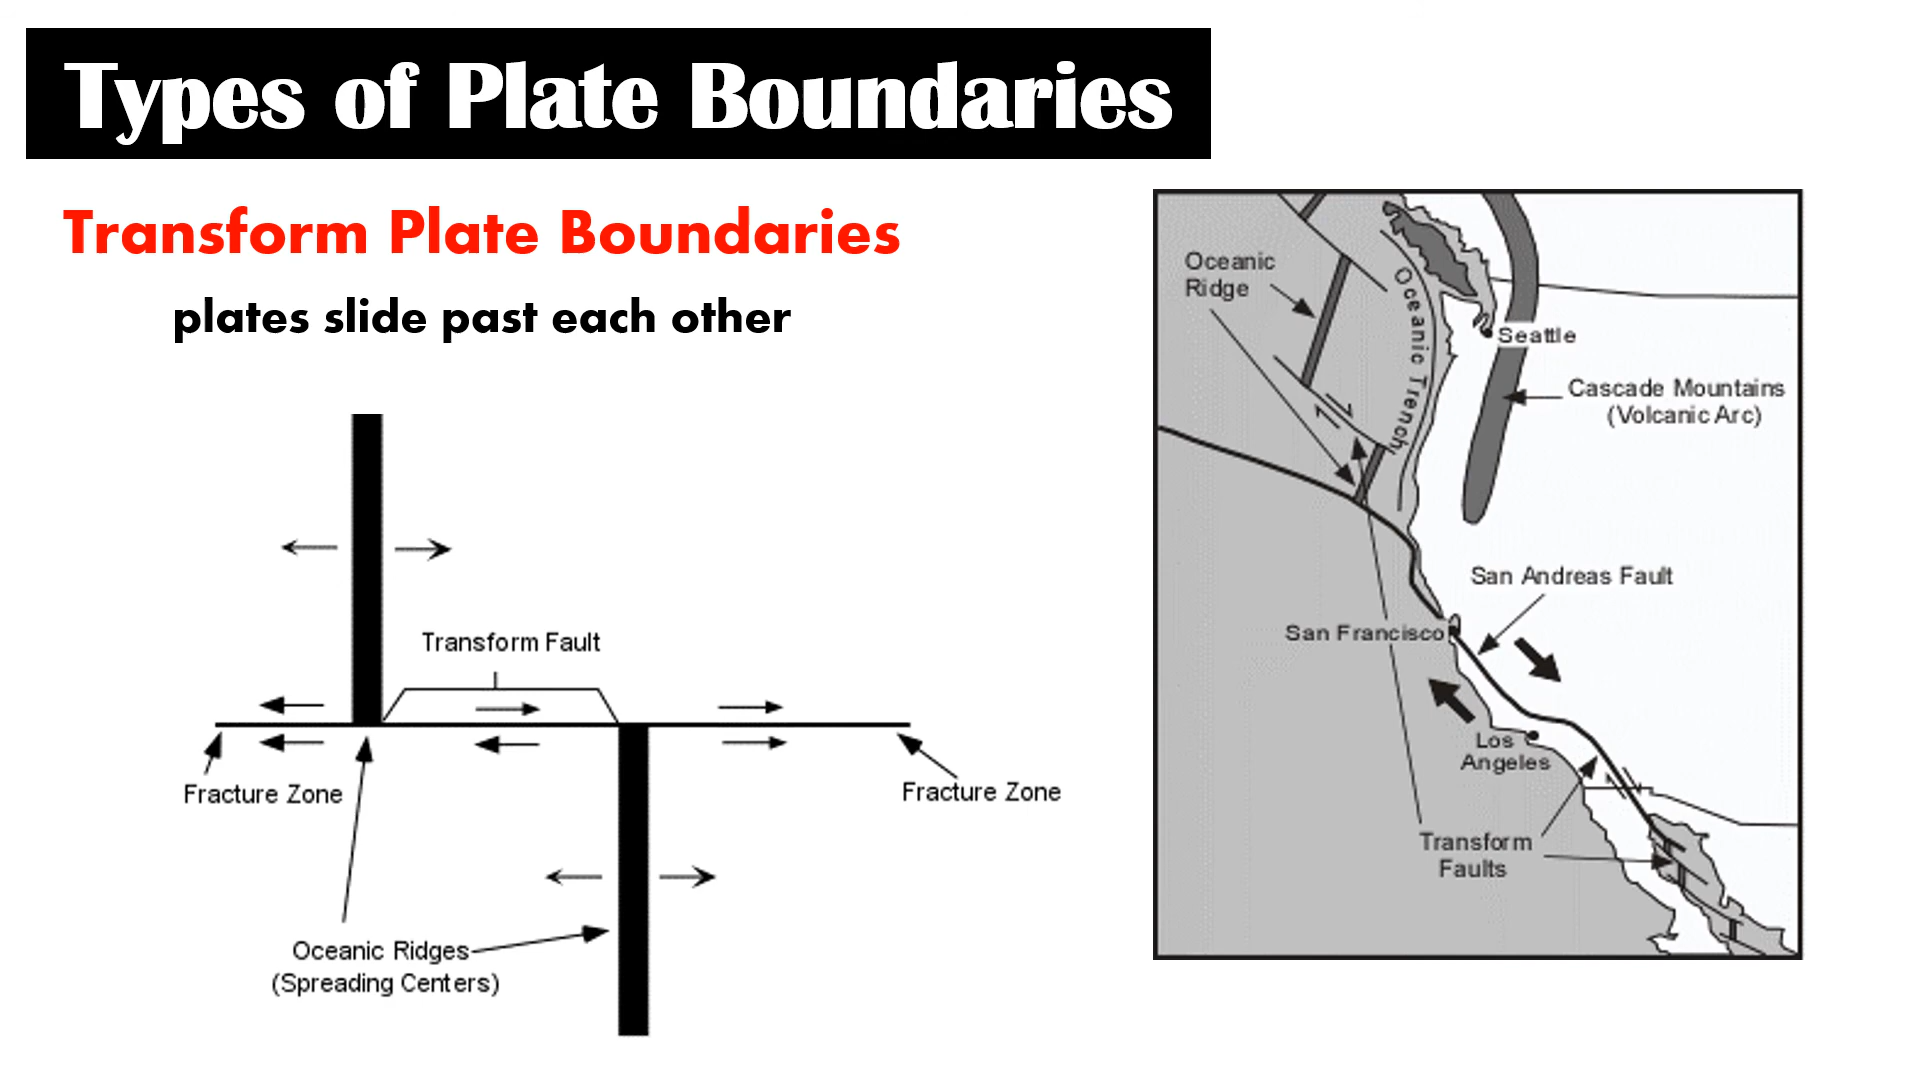 Types of Plate Boundaries
Transform Plate Boundaries
plates slide past each other
Transform Fault
Fracture Zone
Fracture Zone
Oceanic Ridges
(Spreading Centers)
Oceanic
Ridge
Oceanic Trench
Seattle
Cascade Mountains
(Volcanic Arc)
San Andreas Fault
San Francisco
Los
Angeles
Transform
Faults